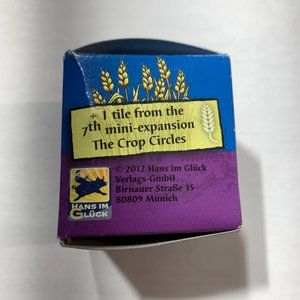 + 1 tile from the
7th mini-expansion
The Crop Circles
© 2012 Hans im Glück
Verlags-GmbH
Birnauer Straße 15
80809 Munich
HANS IM
GLÜCK